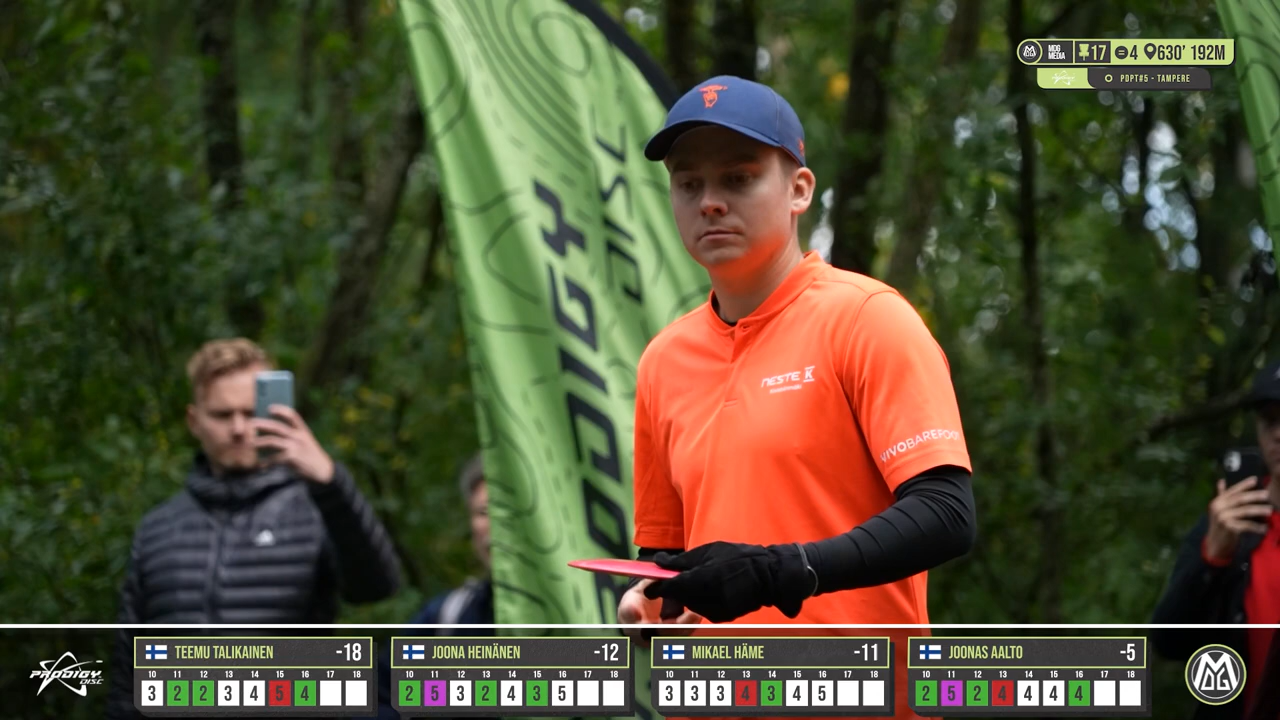 MDG MEDIA 17 =4 630' 192M
PDPT#5 - TAMPERE
PRODIGY DISC
NESTE K
VIVOBAREFOOT
PRODIGY DISC
TEEMU TALIKAINEN -18
10 11 12 13 14 15 16 17 18
3 2 2 3 4 5 4
JOONA HEINÄNEN -12
10 11 12 13 14 15 16 17 18
2 5 3 2 4 3 5
MIKAEL HÄME -11
10 11 12 13 14 15 16 17 18
3 3 3 4 3 4 5
JOONAS AALTO -5
10 11 12 13 14 15 16 17 18
2 5 2 4 4 4 4
MDG